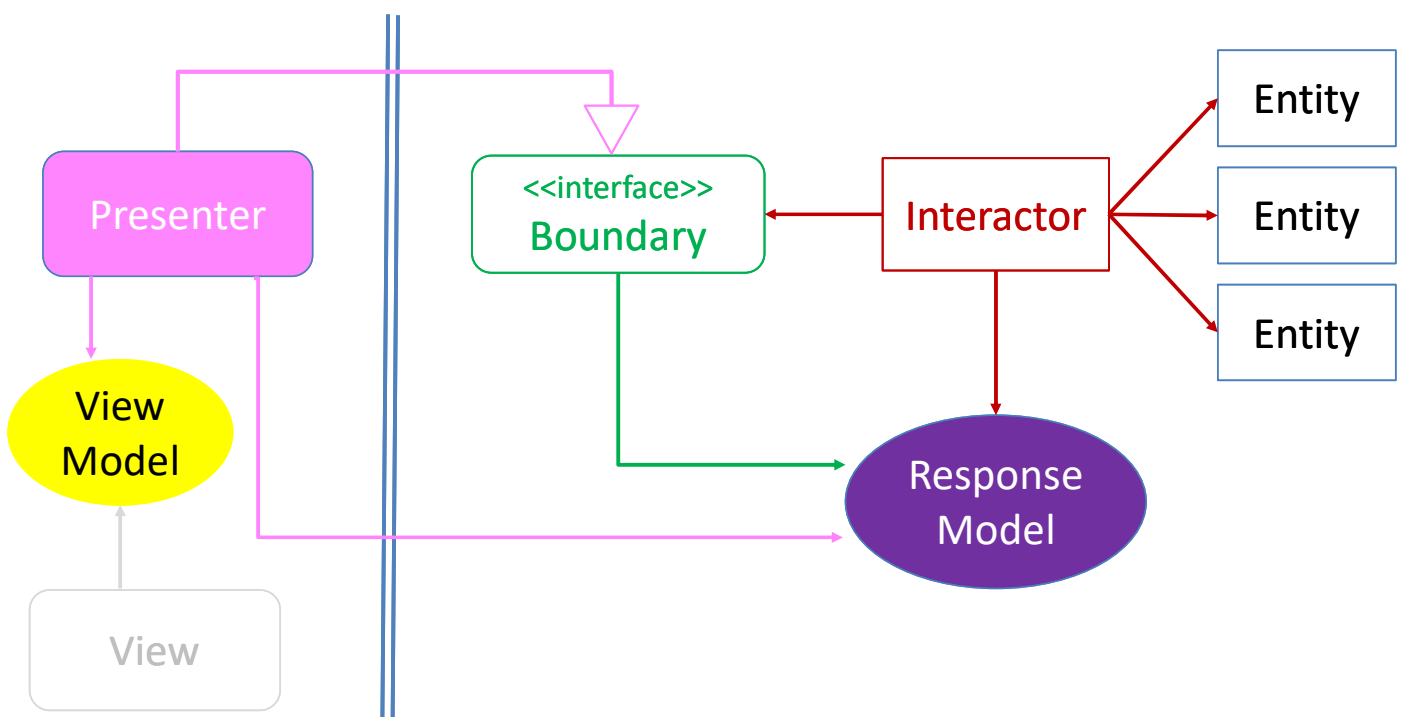 Presenter
<<interface>>
Boundary
Interactor
Entity
Entity
Entity
View
Model
Response
Model
View